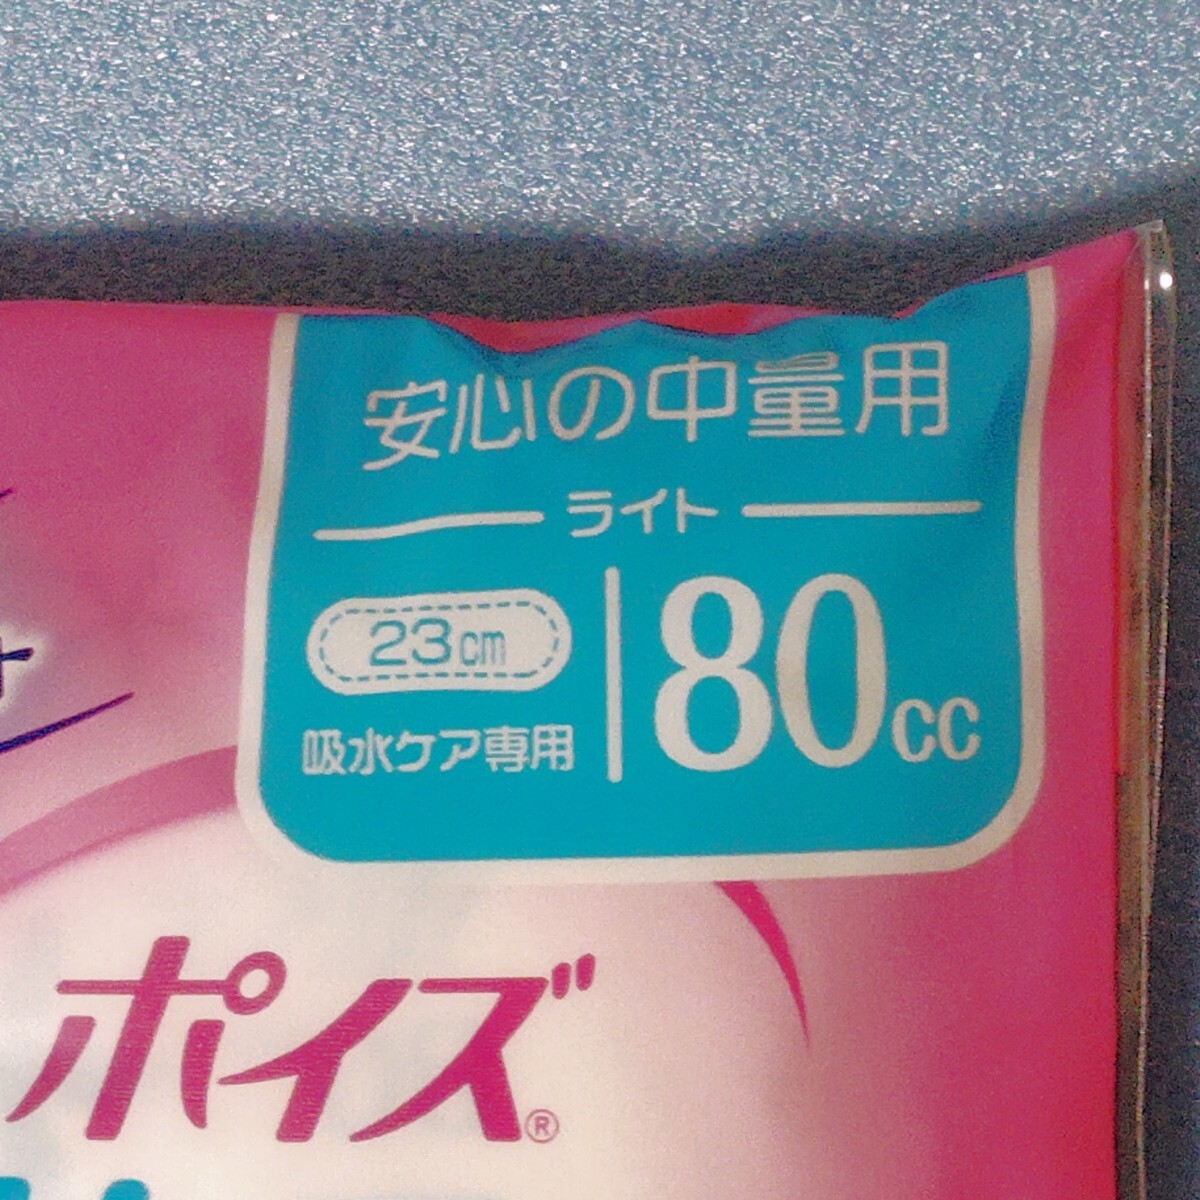 安心の中量用
ライト
23cm
80cc
吸水ケア専用
ポイズ®